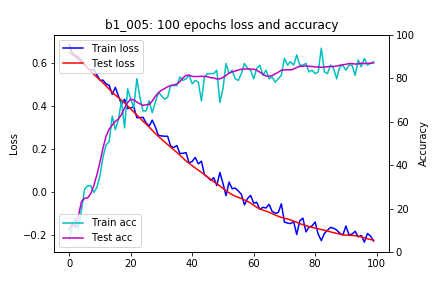 b1_005: 100 epochs loss and accuracy
Train loss
Test loss
Train acc
Test acc
Loss
Accuracy
0.6
0.4
0.2
0.0
−0.2
100
80
60
40
20
0
0 20 40 60 80 100